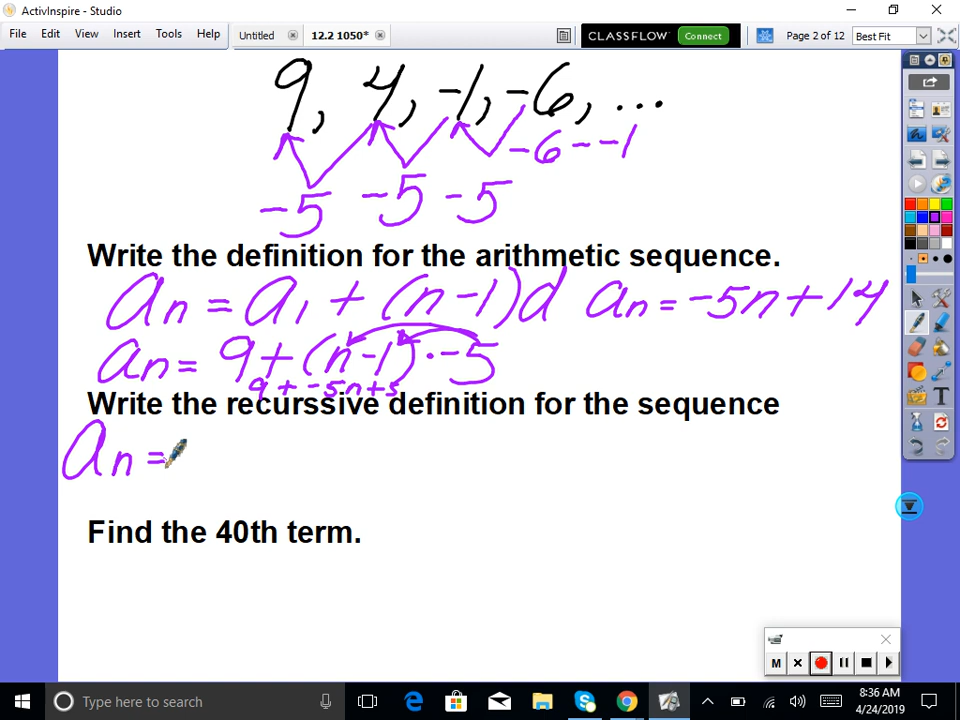 ActivInspire - Studio
File Edit View Insert Tools Help Untitled 12.2 1050* CLASSFLOW Connect Page 2 of 12 Best Fit
9, 4, -1, -6, ...
-6 - -1
-5 -5 -5
Write the definition for the arithmetic sequence.
an = a1 + (n-1)d an = -5n+14
an = 9+(n-1)·-5
9 + -5n+5
Write the recurssive definition for the sequence
an =
Find the 40th term.
M
Type here to search
8:36 AM
4/24/2019